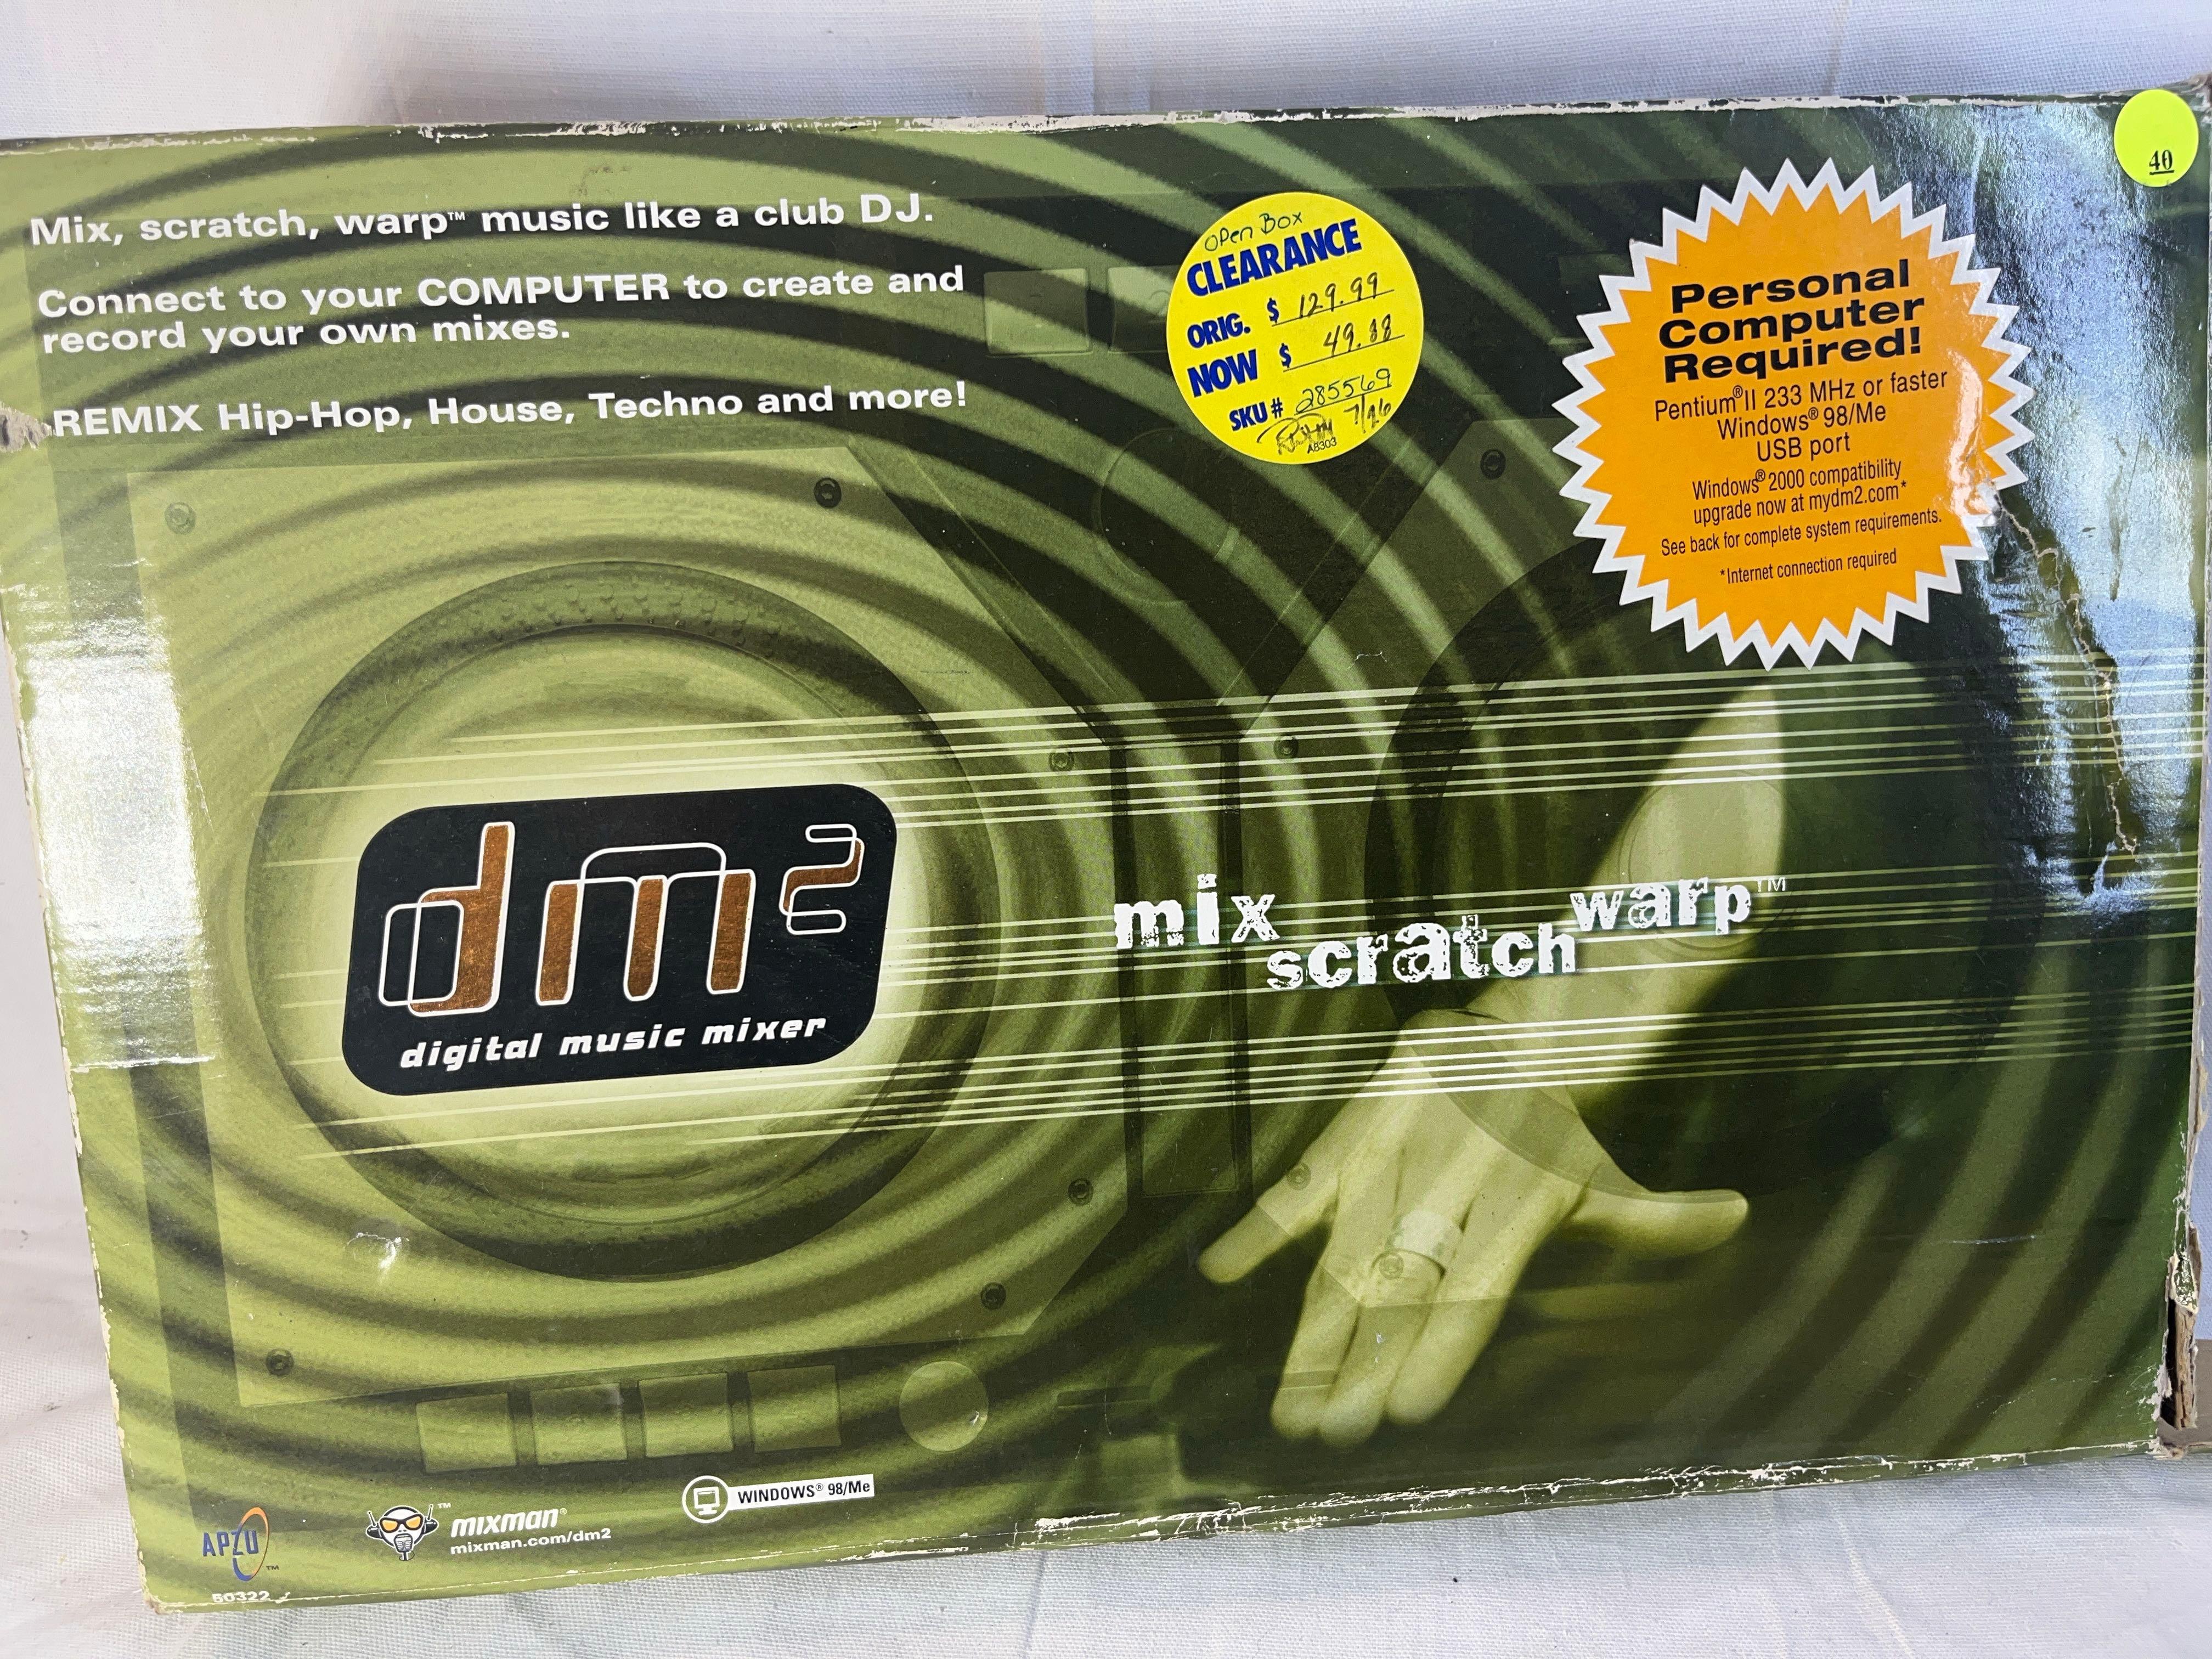 Mix, scratch, warp™ music like a club DJ.
Connect to your COMPUTER to create and
record your own mixes.
REMIX Hip-Hop, House, Techno and more!
Open Box
CLEARANCE
ORIG. $ 129.99
NOW $ 49.88
SKU# 285569
7/26
A8303
40
Personal
Computer
Required!
Pentium® II 233 MHz or faster
Windows® 98/Me
USB port
Windows® 2000 compatibility
upgrade now at mydm2.com*
See back for complete system requirements.
*Internet connection required
dm2
digital music mixer
mix scratch warp™
APZU™
50322
™ mixman®
mixman.com/dm2
WINDOWS® 98/Me